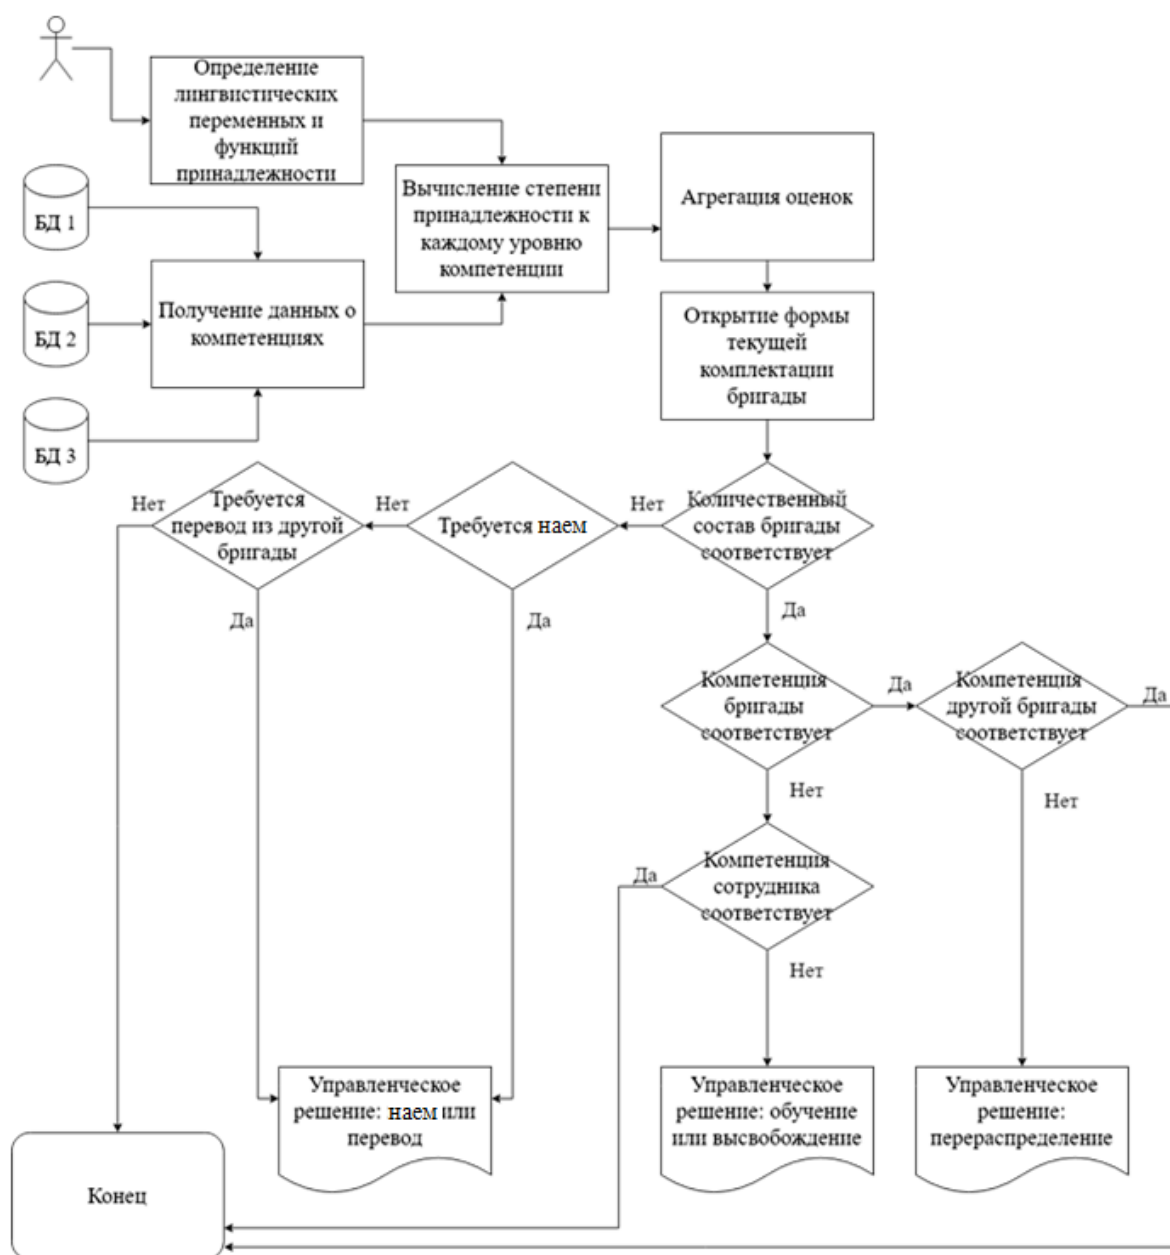 Определение
лингвистических
переменных и
функций
принадлежности
БД 1
БД 2
БД 3
Получение данных о
компетенциях
Вычисление степени
принадлежности к
каждому уровню
компетенции
Агрегация оценок
Открытие формы
текущей
комплектации
бригады
Количественный
состав бригады
соответствует
Нет
Требуется наем
Нет
Требуется
перевод из другой
бригады
Нет
Да
Да
Да
Компетенция
бригады
соответствует
Да
Компетенция
другой бригады
соответствует
Да
Нет
Нет
Компетенция
сотрудника
соответствует
Да
Нет
Управленческое
решение: наем или
перевод
Управленческое
решение: обучение
или высвобождение
Управленческое
решение:
перераспределение
Конец